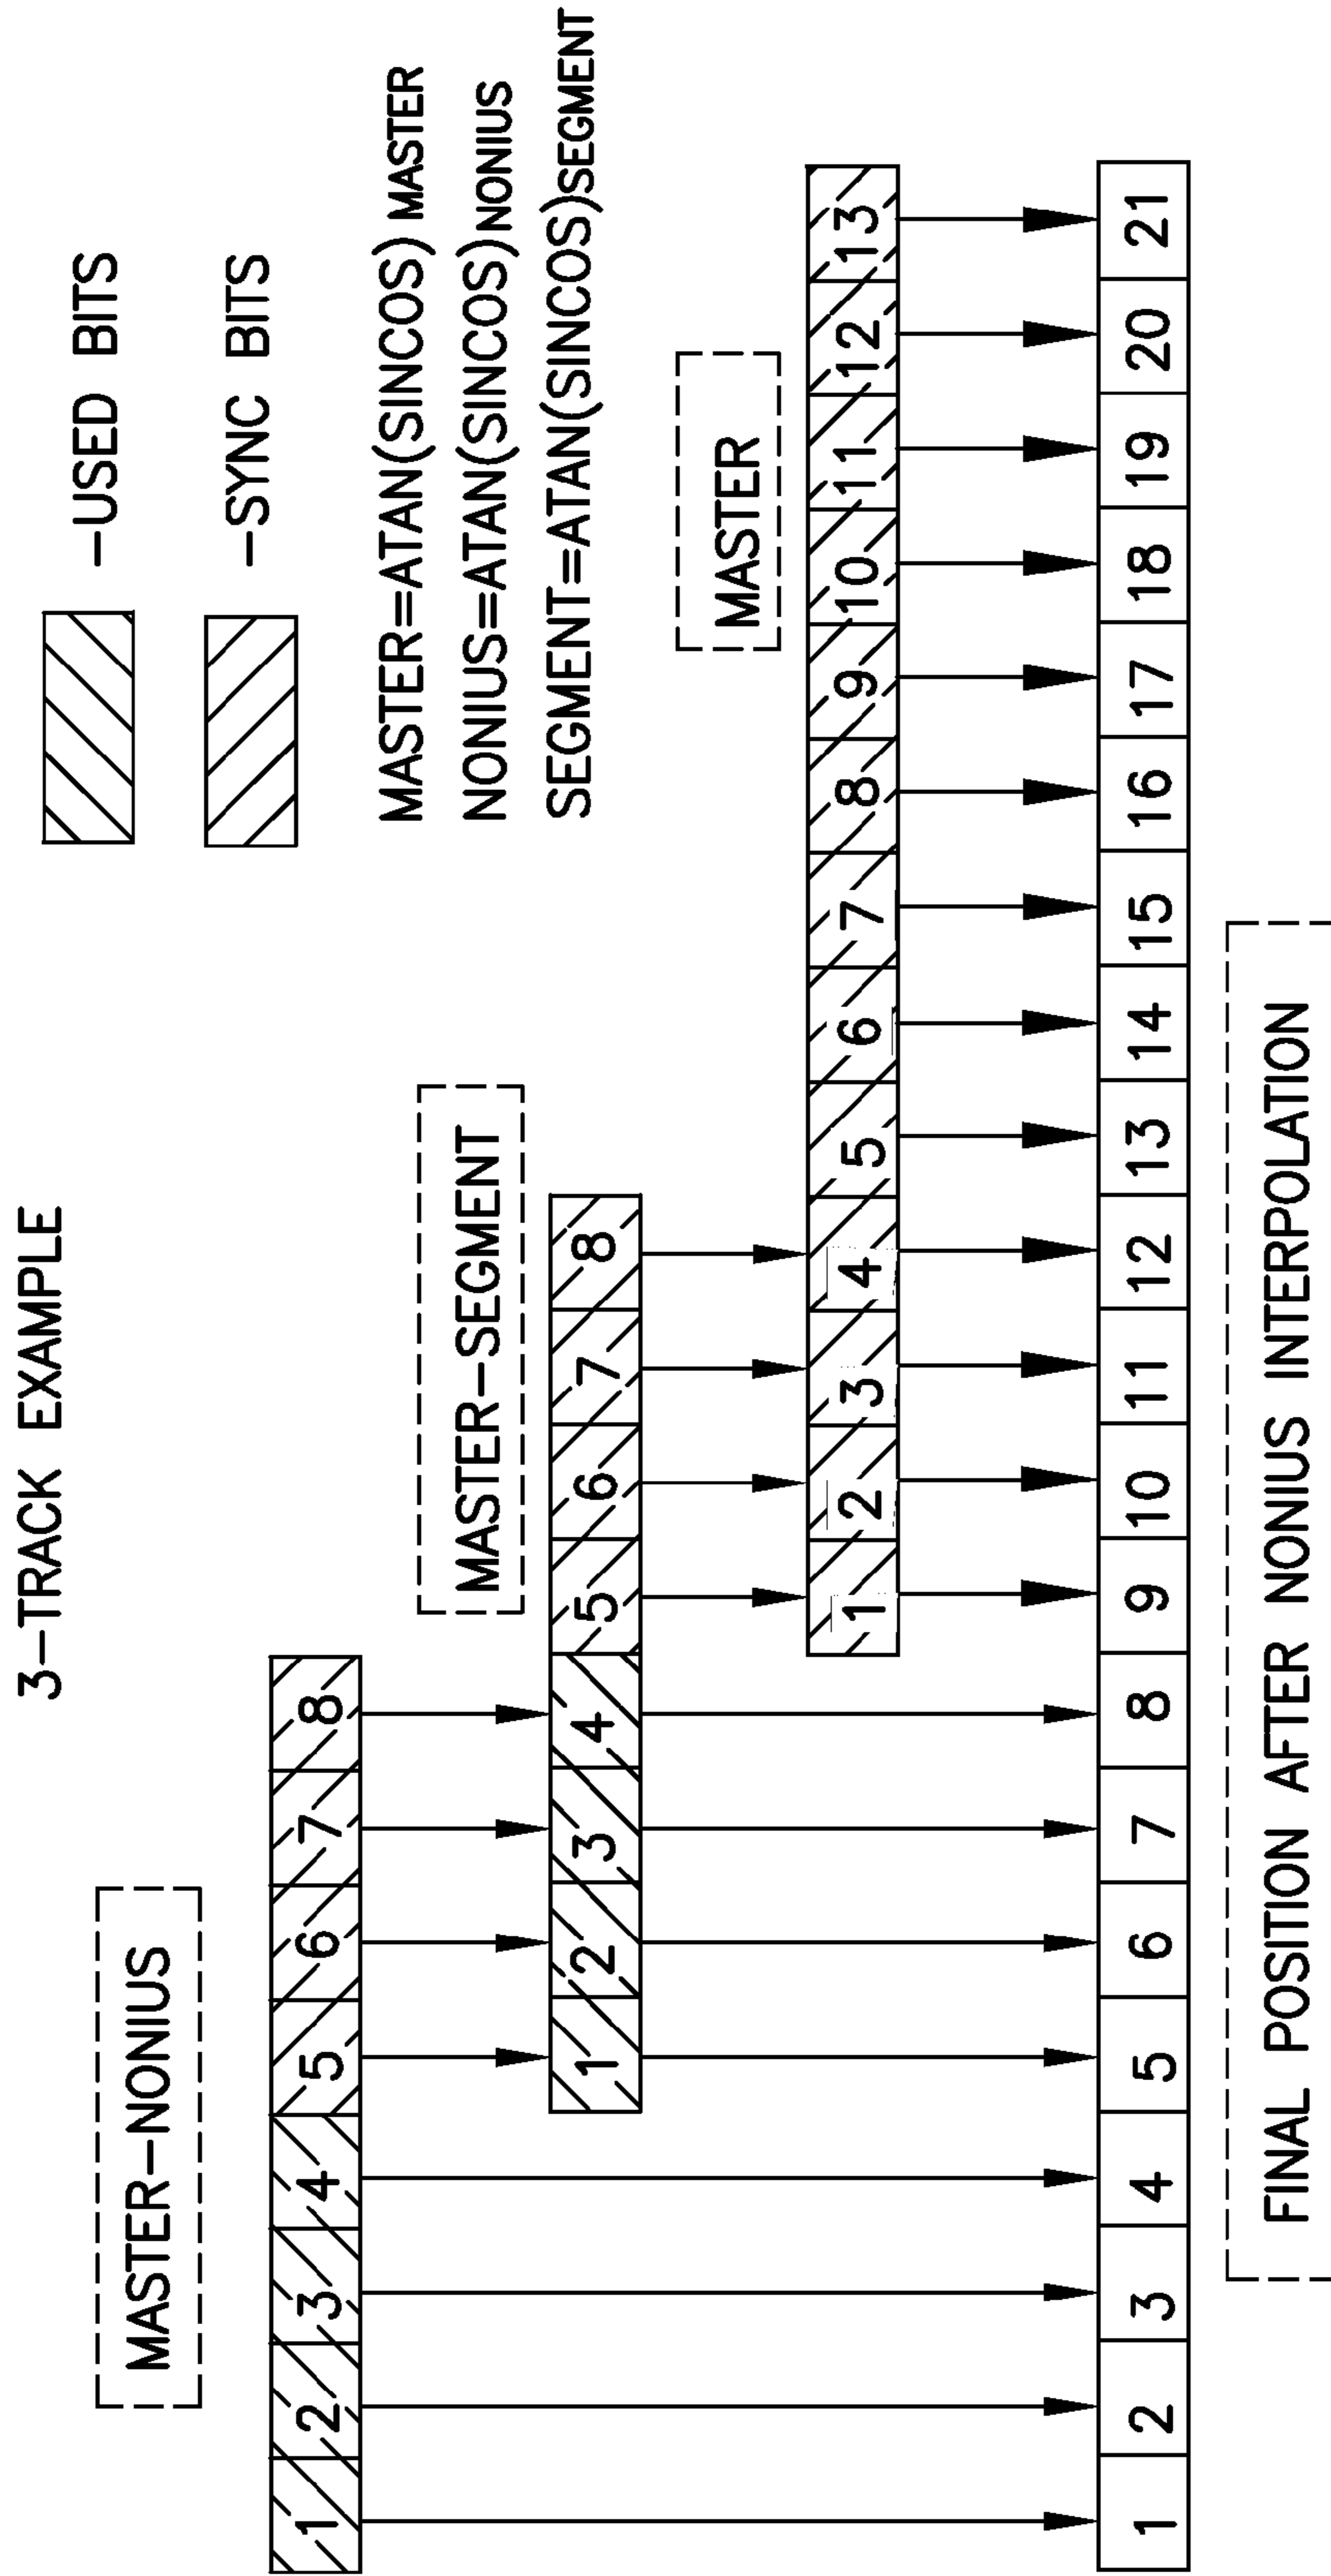 3-TRACK EXAMPLE
-USED BITS
-SYNC BITS
MASTER=ATAN(SINCOS)MASTER
NONIUS=ATAN(SINCOS)NONIUS
SEGMENT=ATAN(SINCOS)SEGMENT
MASTER-NONIUS
1 2 3 4 5 6 7 8
MASTER-SEGMENT
1 2 3 4 5 6 7 8
MASTER
1 2 3 4 5 6 7 8 9 10 11 12 13
1 2 3 4 5 6 7 8 9 10 11 12 13 14 15 16 17 18 19 20 21
FINAL POSITION AFTER NONIUS INTERPOLATION